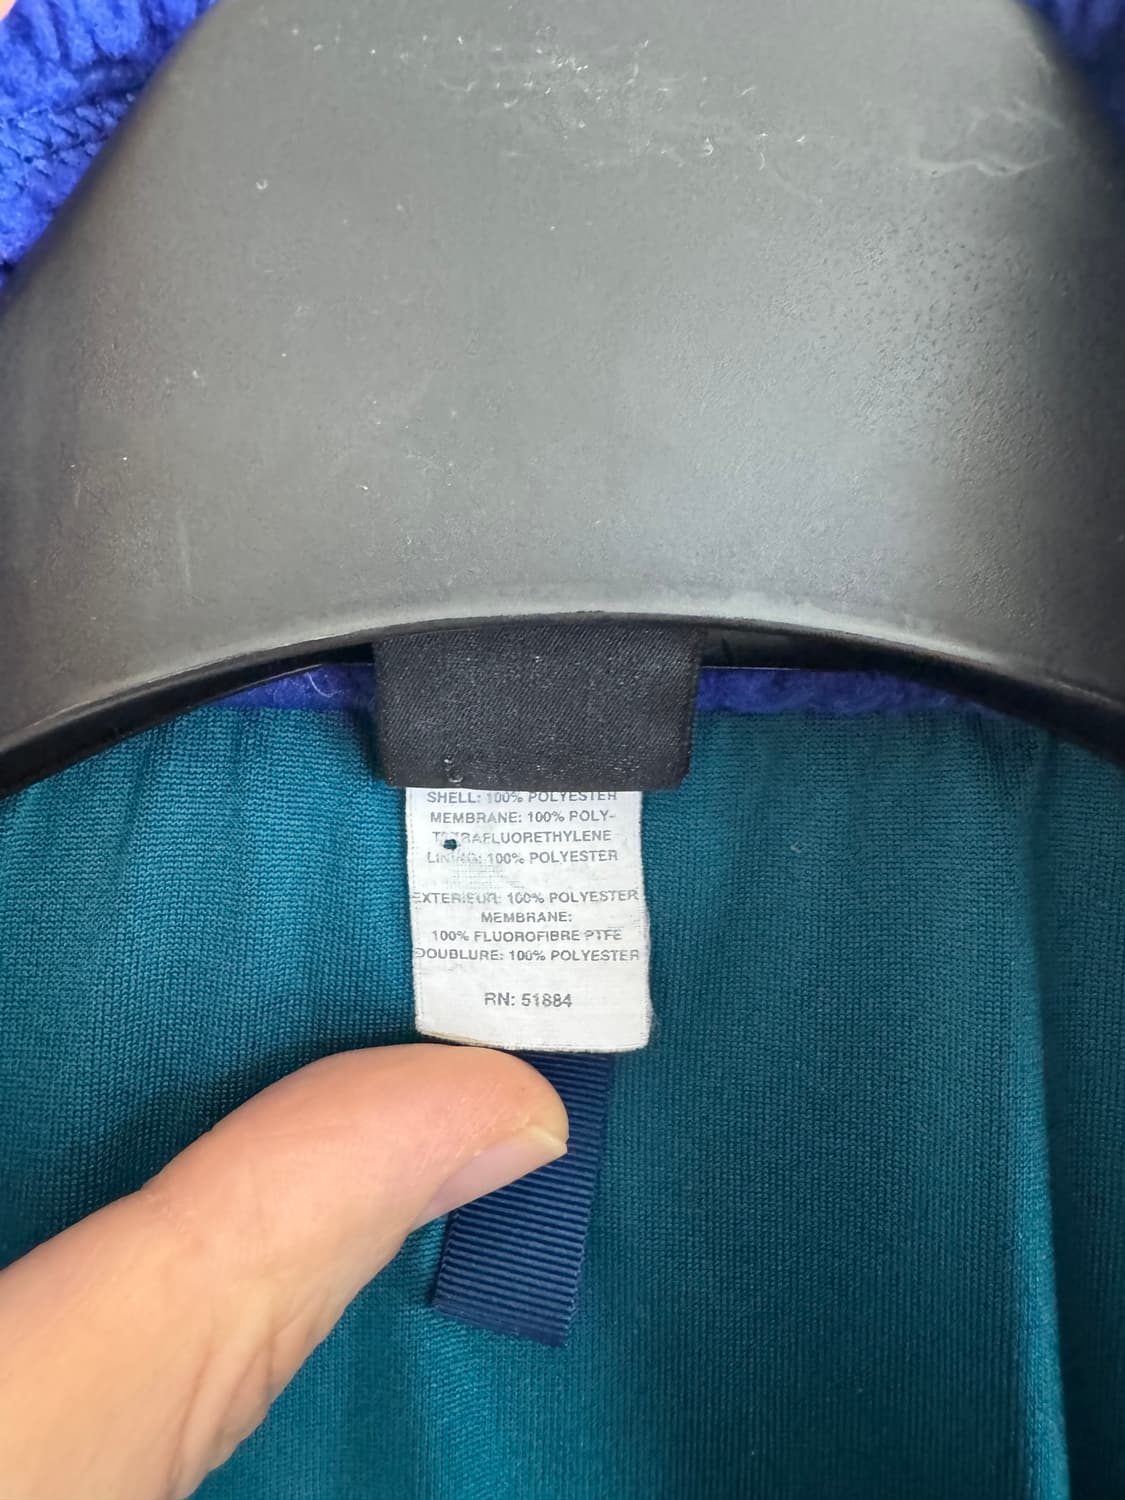 SHELL: 100% POLYESTER
MEMBRANE: 100% POLY-
TETRAFLUORETHYLENE
LINING: 100% POLYESTER
EXTERIEUR: 100% POLYESTER
MEMBRANE:
100% FLUOROFIBRE PTFE
DOUBLURE: 100% POLYESTER
RN: 51884